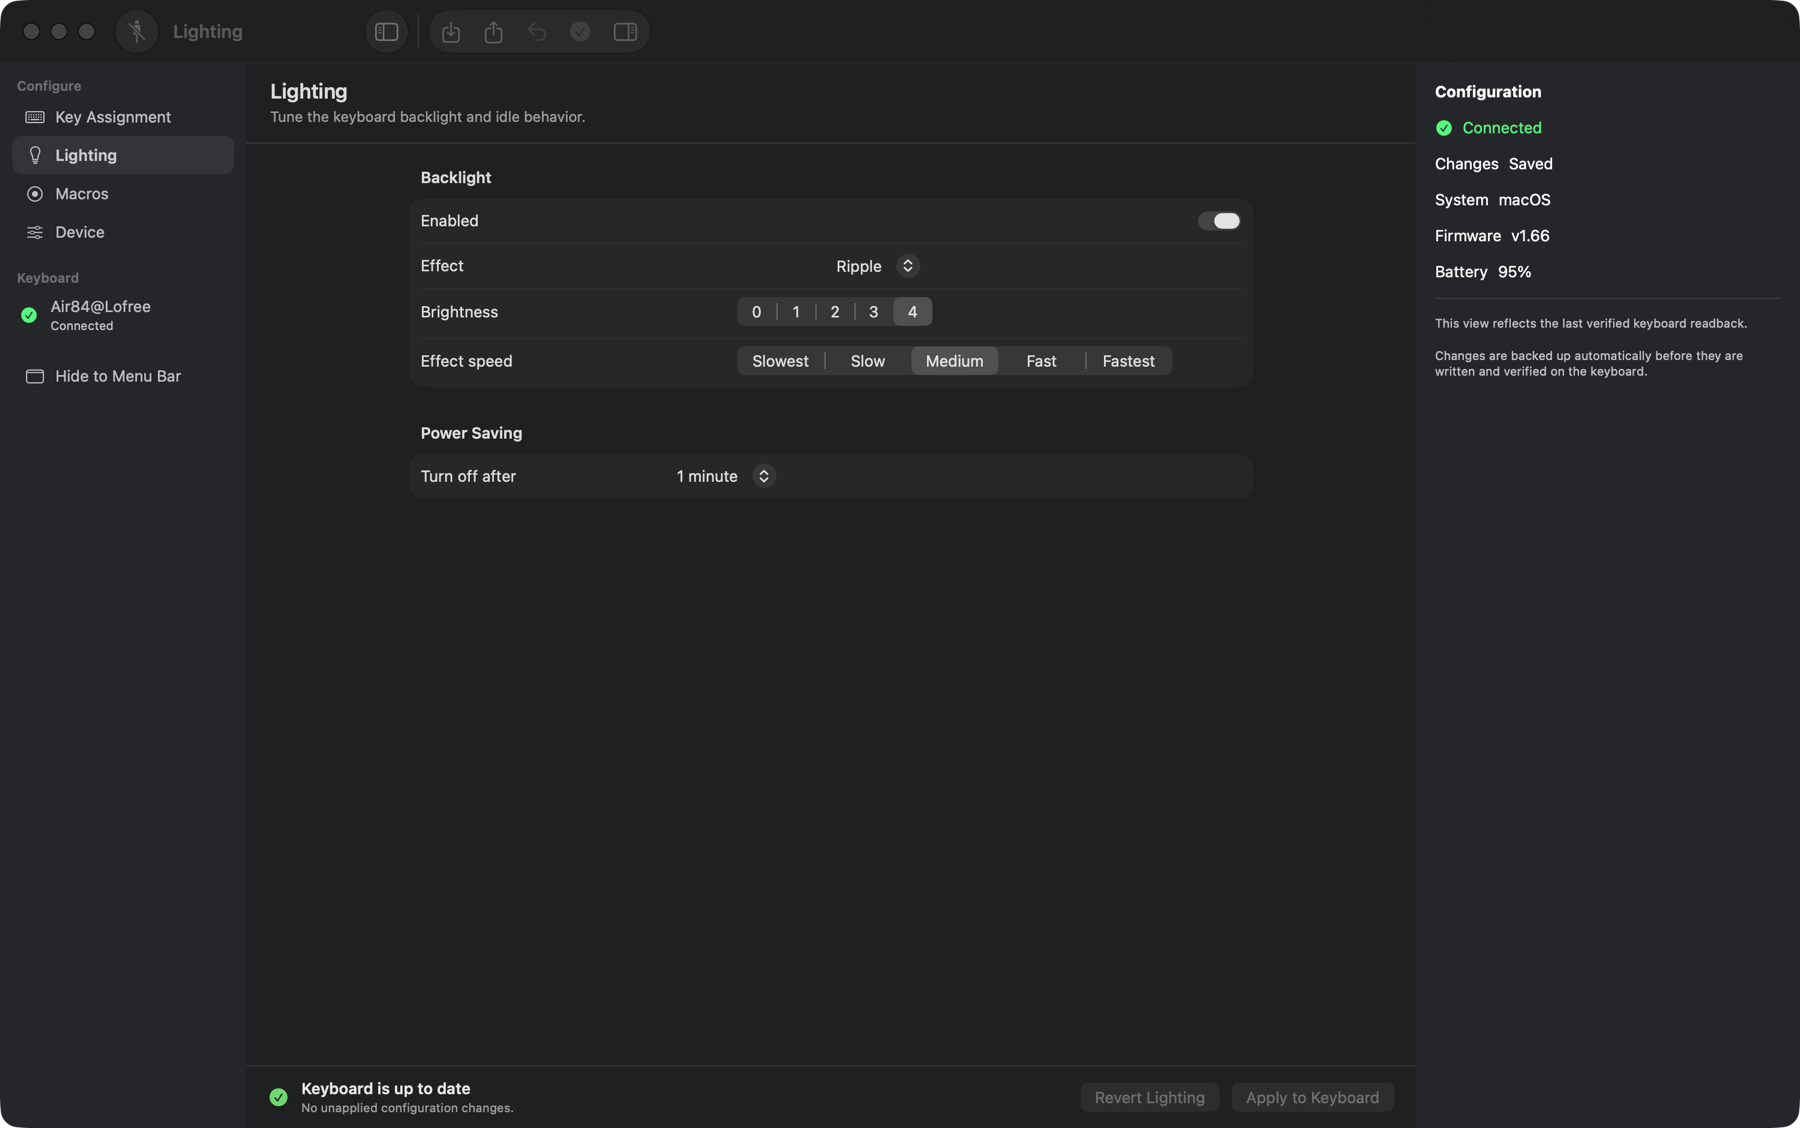 Lighting
Configure
Key Assignment
Lighting
Macros
Device
Keyboard
Air84@Lofree
Connected
Hide to Menu Bar
Lighting
Tune the keyboard backlight and idle behavior.
Backlight
Enabled
Effect Ripple
Brightness 0 1 2 3 4
Effect speed Slowest Slow Medium Fast Fastest
Power Saving
Turn off after 1 minute
Keyboard is up to date
No unapplied configuration changes.
Revert Lighting Apply to Keyboard
Configuration
Connected
Changes Saved
System macOS
Firmware v1.66
Battery 95%
This view reflects the last verified keyboard readback.
Changes are backed up automatically before they are
written and verified on the keyboard.